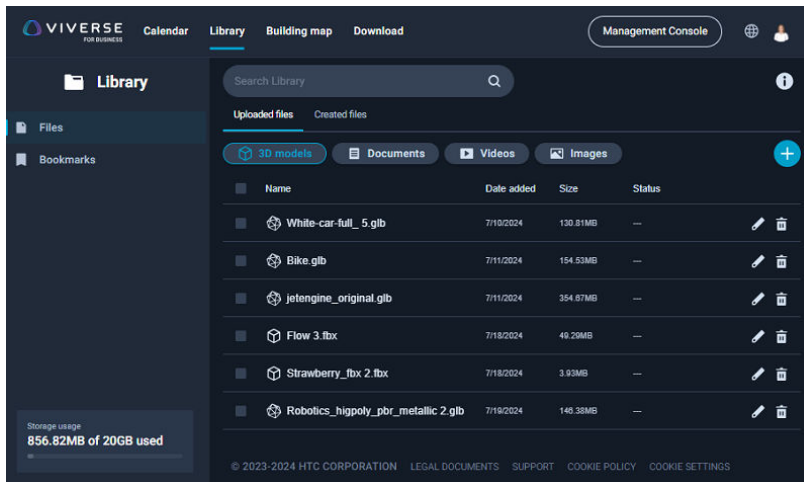 VIVERSE
FOR BUSINESS
Calendar
Library
Building map
Download
Management Console
Library
Files
Bookmarks
Storage usage
856.82MB of 20GB used
Search Library
Uploaded files
Created files
3D models
Documents
Videos
Images
Name Date added Size Status
White-car-full_ 5.glb 7/10/2024 130.81MB ---
Bike.glb 7/11/2024 154.53MB ---
jetengine_original.glb 7/11/2024 354.67MB ---
Flow 3.fbx 7/18/2024 49.29MB ---
Strawberry_fbx 2.fbx 7/18/2024 3.93MB ---
Robotics_higpoly_pbr_metallic 2.glb 7/19/2024 146.38MB ---
© 2023-2024 HTC CORPORATION LEGAL DOCUMENTS SUPPORT COOKIE POLICY COOKIE SETTINGS